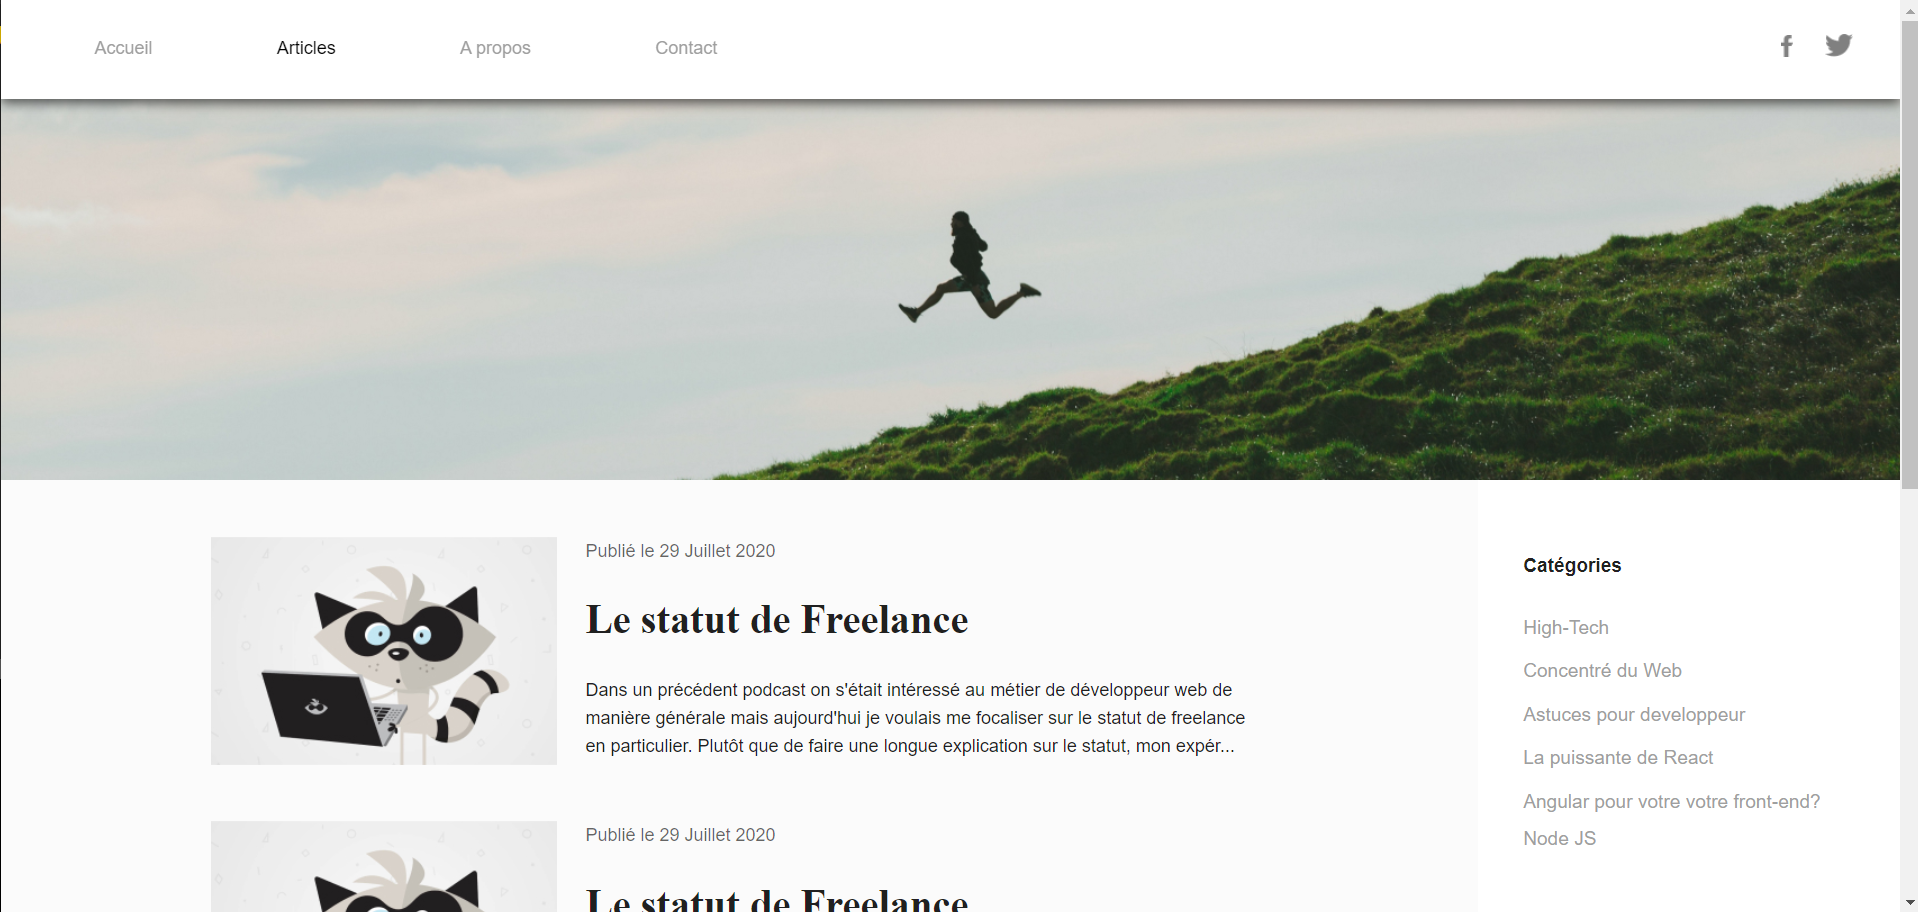 Accueil
Articles
A propos
Contact
Publié le 29 Juillet 2020
Le statut de Freelance
Dans un précédent podcast on s'était intéressé au métier de développeur web de
manière générale mais aujourd'hui je voulais me focaliser sur le statut de freelance
en particulier. Plutôt que de faire une longue explication sur le statut, mon expér...
Publié le 29 Juillet 2020
Le statut de Freelance
Catégories
High-Tech
Concentré du Web
Astuces pour developpeur
La puissante de React
Angular pour votre votre front-end?
Node JS